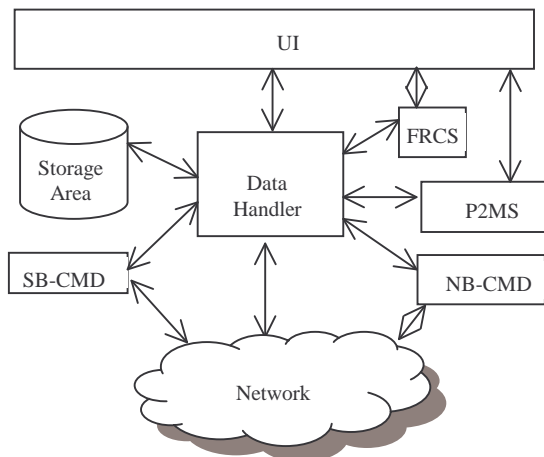 UI
FRCS
Storage
Area
Data
Handler
P2MS
SB-CMD
NB-CMD
Network